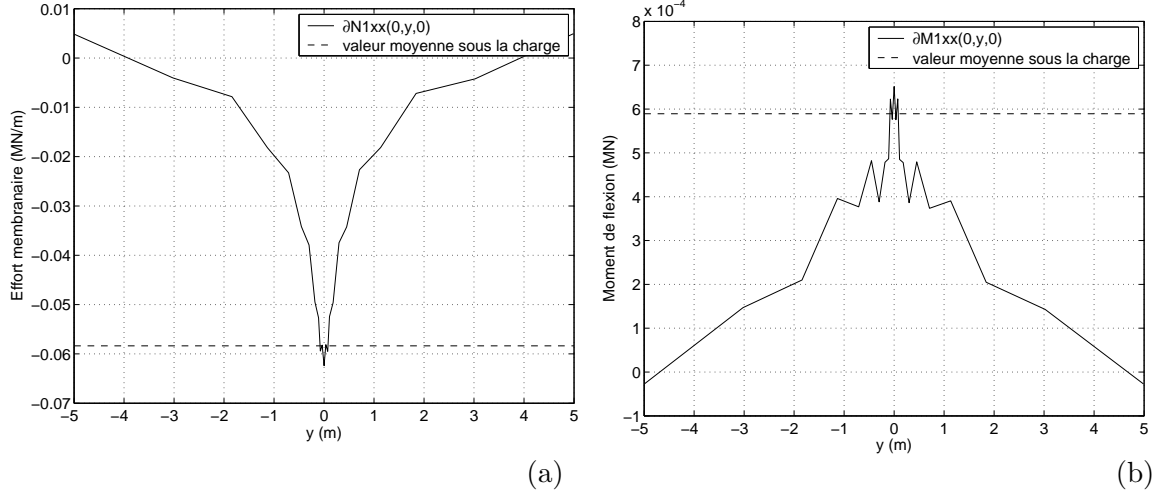 0.01
0
−0.01
−0.02
−0.03
−0.04
−0.05
−0.06
−0.07
Effort membranaire (MN/m)
−5 −4 −3 −2 −1 0 1 2 3 4 5
y (m)
∂N1xx(0,y,0)
valeur moyenne sous la charge
(a)
x 10⁻⁴
8
7
6
5
4
3
2
1
0
−1
Moment de flexion (MN)
−5 −4 −3 −2 −1 0 1 2 3 4 5
y (m)
∂M1xx(0,y,0)
valeur moyenne sous la charge
(b)